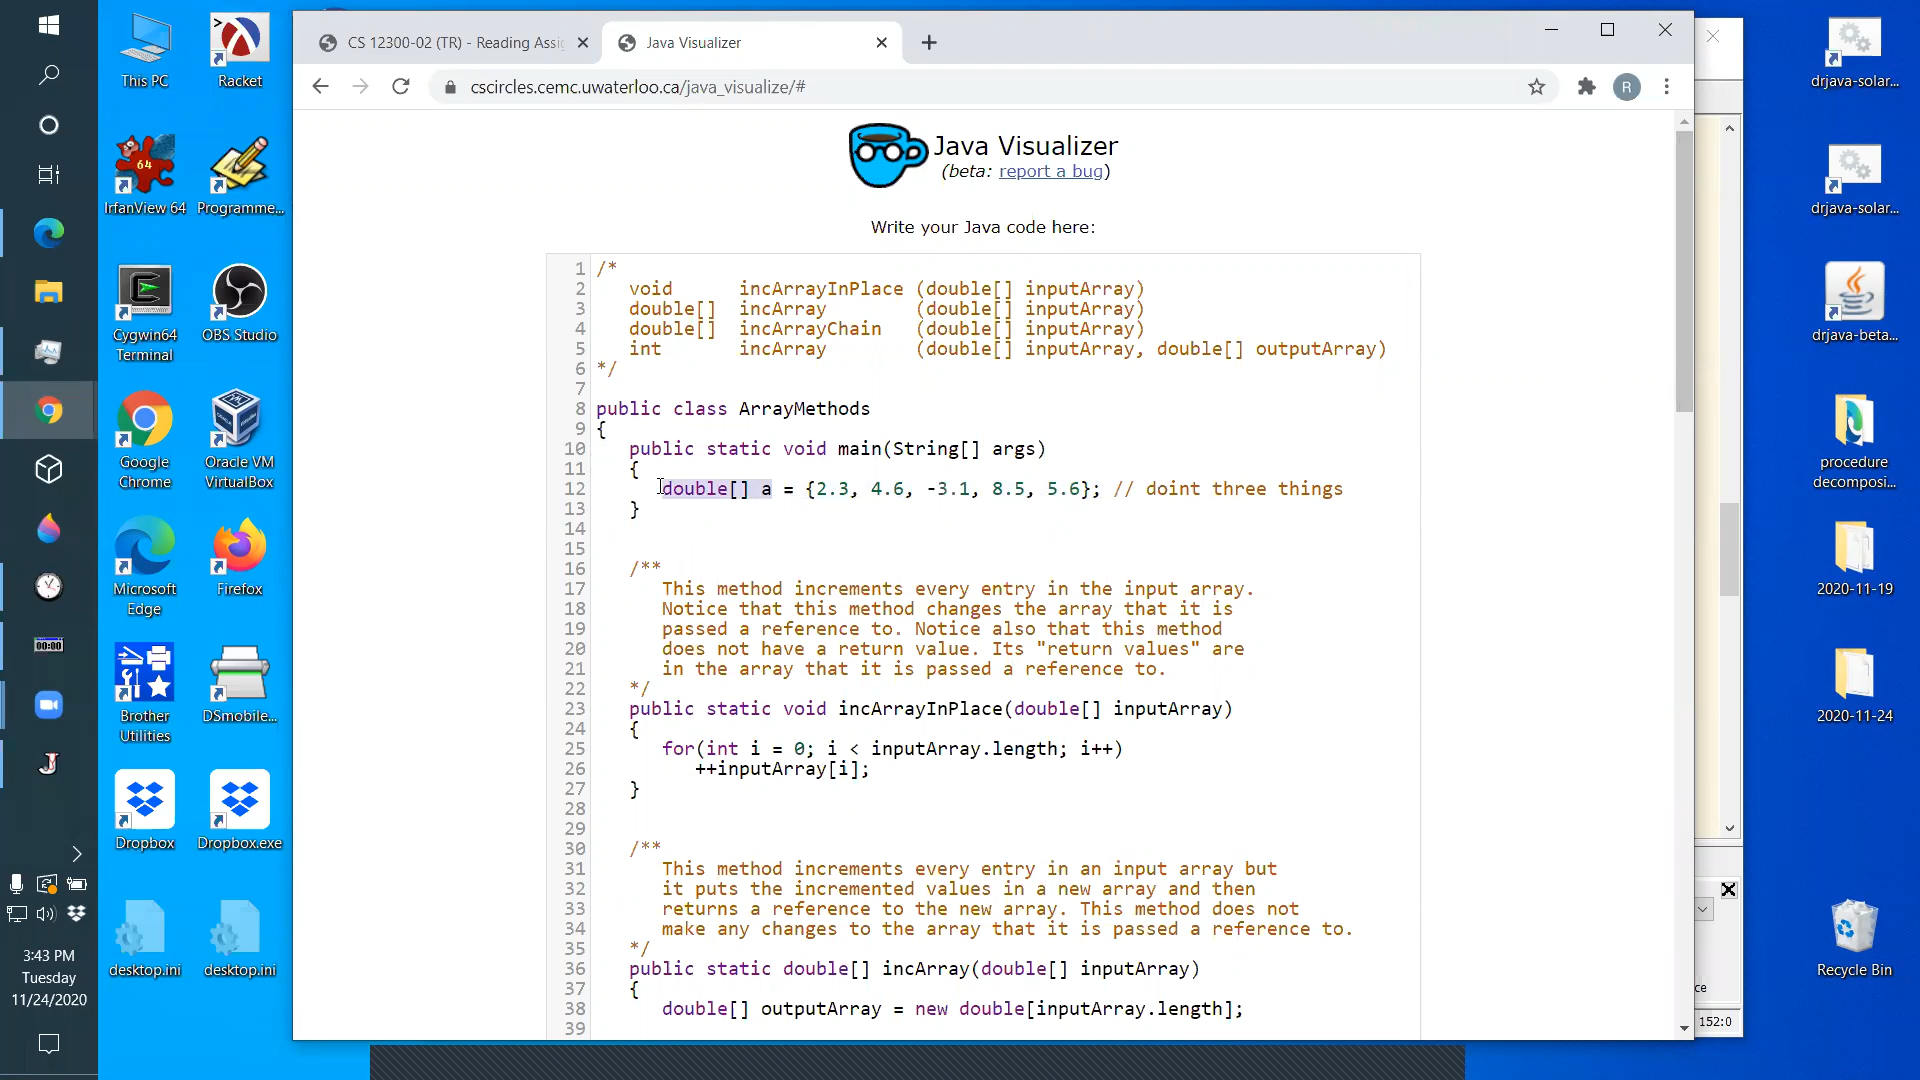 CS 12300-02 (TR) - Reading Assig
Java Visualizer
cscircles.cemc.uwaterloo.ca/java_visualize/#
R
Java Visualizer
(beta: report a bug)
Write your Java code here:
1 /*
2 void incArrayInPlace (double[] inputArray)
3 double[] incArray (double[] inputArray)
4 double[] incArrayChain (double[] inputArray)
5 int incArray (double[] inputArray, double[] outputArray)
6 */
7
8 public class ArrayMethods
9 {
10 public static void main(String[] args)
11 {
12 double[] a = {2.3, 4.6, -3.1, 8.5, 5.6}; // doint three things
13 }
14
15
16 /**
17 This method increments every entry in the input array.
18 Notice that this method changes the array that it is
19 passed a reference to. Notice also that this method
20 does not have a return value. Its "return values" are
21 in the array that it is passed a reference to.
22 */
23 public static void incArrayInPlace(double[] inputArray)
24 {
25 for(int i = 0; i < inputArray.length; i++)
26 ++inputArray[i];
27 }
28
29
30 /**
31 This method increments every entry in an input array but
32 it puts the incremented values in a new array and then
33 returns a reference to the new array. This method does not
34 make any changes to the array that it is passed a reference to.
35 */
36 public static double[] incArray(double[] inputArray)
37 {
38 double[] outputArray = new double[inputArray.length];
39
This PC
Racket
64
IrfanView 64
Programme...
Cygwin64
Terminal
OBS Studio
Google
Chrome
Oracle VM
VirtualBox
Microsoft
Edge
Firefox
Brother
Utilities
DSmobile...
Dropbox
Dropbox.exe
desktop.ini
desktop.ini
00:00
3:43 PM
Tuesday
11/24/2020
drjava-solar...
drjava-solar...
drjava-beta...
procedure
decomposi...
2020-11-19
2020-11-24
Recycle Bin
ce
152:0